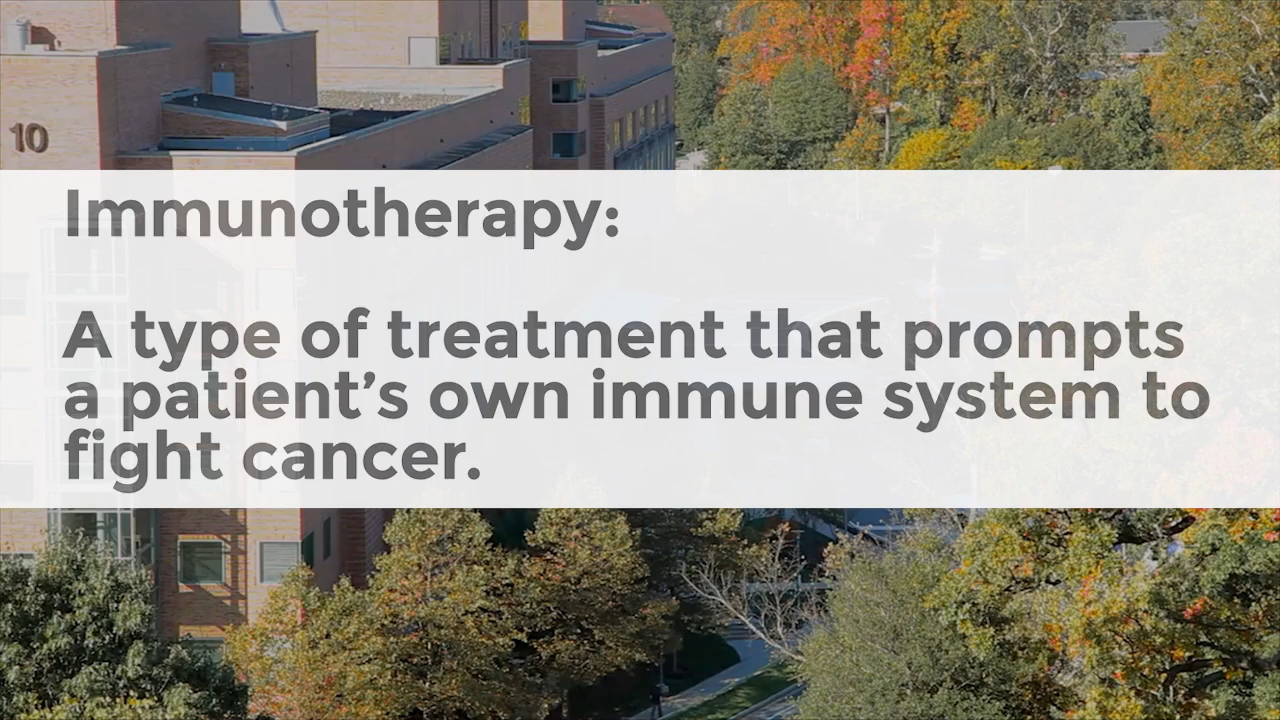 10
Immunotherapy:
A type of treatment that prompts
a patient’s own immune system to
fight cancer.